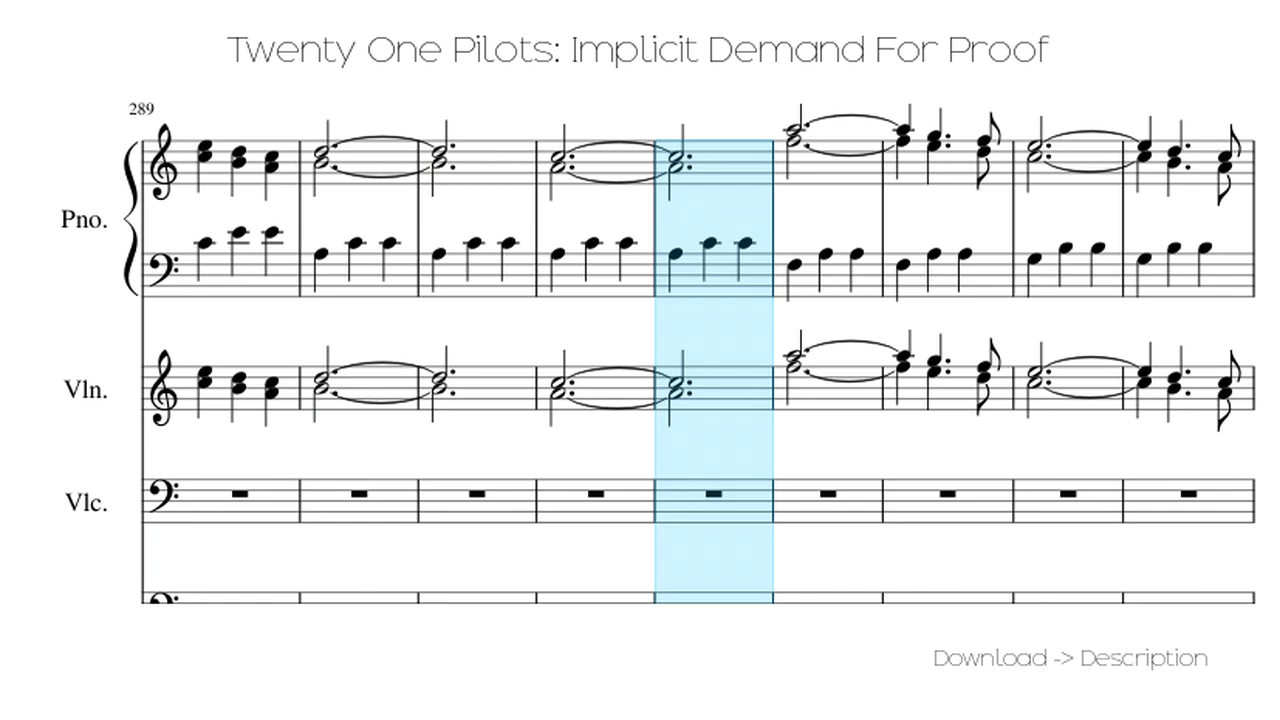 Twenty One Pilots: Implicit Demand For Proof
289
Pno.
Vln.
Vlc.
Download -> Description